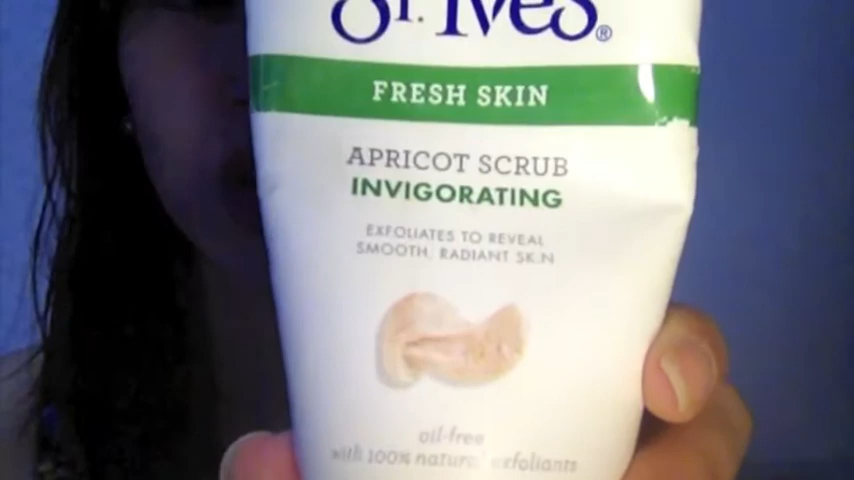 St. Ives®
FRESH SKIN
APRICOT SCRUB
INVIGORATING
EXFOLIATES TO REVEAL
SMOOTH, RADIANT SKIN
oil-free
with 100% natural exfoliants